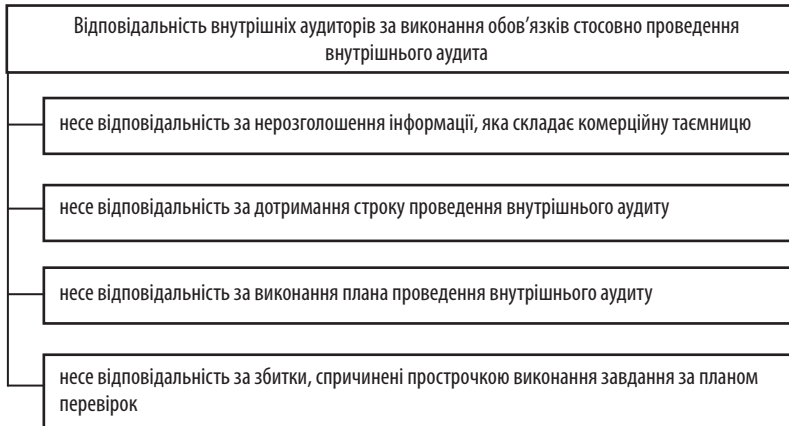 Відповідальність внутрішніх аудиторів за виконання обов’язків стосовно проведення
внутрішнього аудита
несе відповідальність за нерозголошення інформації, яка складає комерційну таємницю
несе відповідальність за дотримання строку проведення внутрішнього аудиту
несе відповідальність за виконання плана проведення внутрішнього аудиту
несе відповідальність за збитки, спричинені прострочкою виконання завдання за планом
перевірок